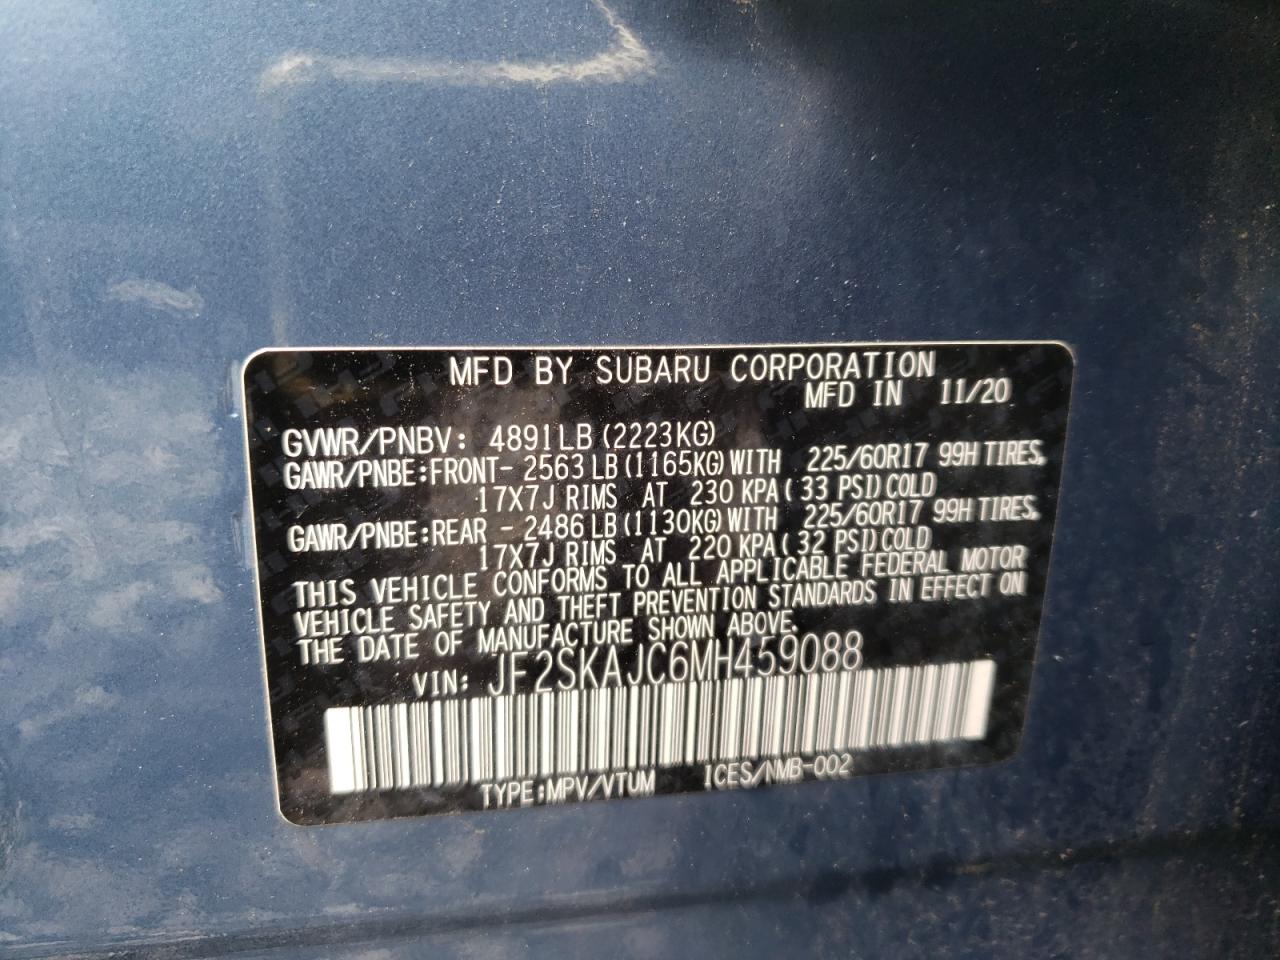 MFD BY SUBARU CORPORATION
MFD IN 11/20
GVWR/PNBV: 4891LB (2223KG)
GAWR/PNBE:FRONT- 2563 LB (1165KG) WITH 225/60R17 99H TIRES,
17X7J RIMS AT 230 KPA ( 33 PSI) COLD
GAWR/PNBE:REAR - 2486 LB (1130KG) WITH 225/60R17 99H TIRES,
17X7J RIMS AT 220 KPA ( 32 PSI) COLD
THIS VEHICLE CONFORMS TO ALL APPLICABLE FEDERAL MOTOR
VEHICLE SAFETY AND THEFT PREVENTION STANDARDS IN EFFECT ON
THE DATE OF MANUFACTURE SHOWN ABOVE.
VIN: JF2SKAJC6MH459088
TYPE:MPV/VTUM ICES/NMB-002